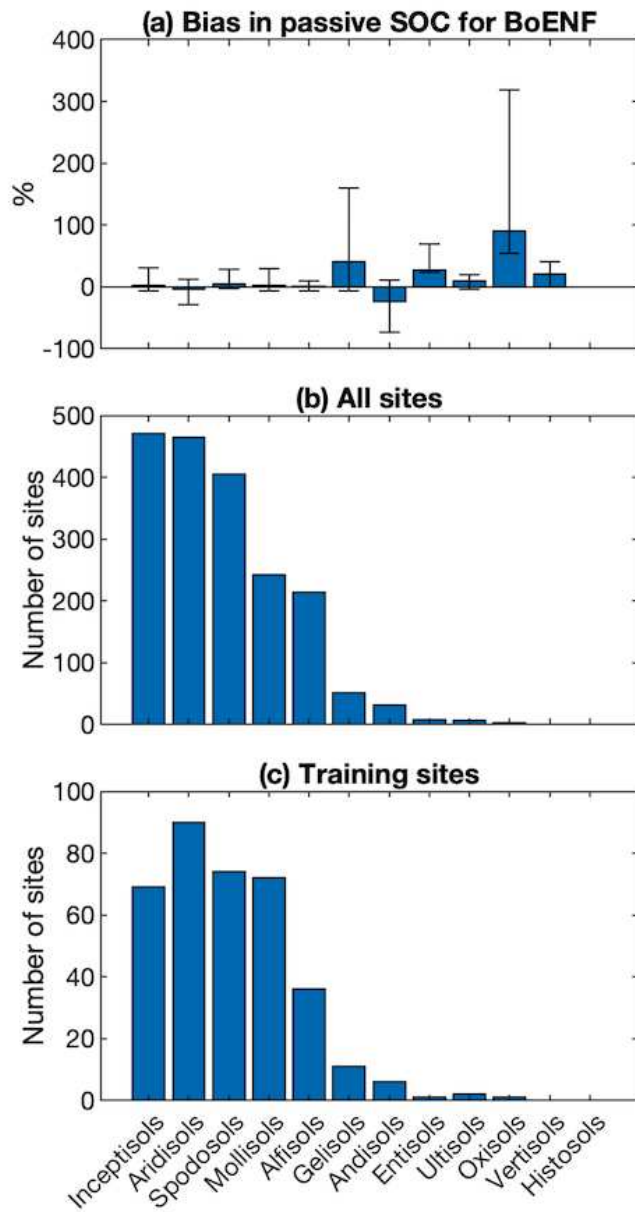 (a) Bias in passive SOC for BoENF
400
300
200
100
0
-100
%
(b) All sites
500
400
300
200
100
0
Number of sites
(c) Training sites
100
80
60
40
20
0
Number of sites
Inceptisols
Aridisols
Spodosols
Mollisols
Alfisols
Gelisols
Andisols
Entisols
Ultisols
Oxisols
Vertisols
Histosols